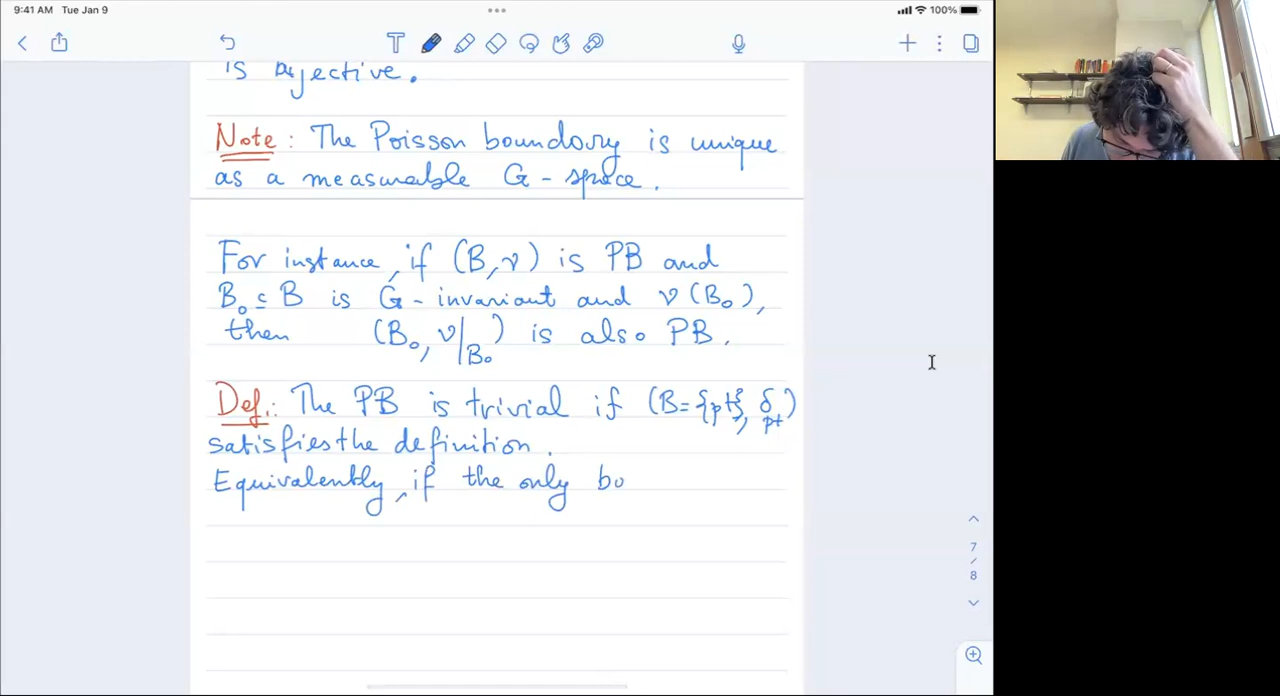 9:41 AM Tue Jan 9
100%
is bijective.
Note: The Poisson boundary is unique
as a measurable G-space.
For instance, if (B, ν) is PB and
B₀ ⊆ B is G-invariant and ν(B₀),
then (B₀, ν|_B₀) is also PB.
Def.: The PB is trivial if (B={pt}, δ_pt)
satisfies the definition.
Equivalently, if the only bo
7
/
8